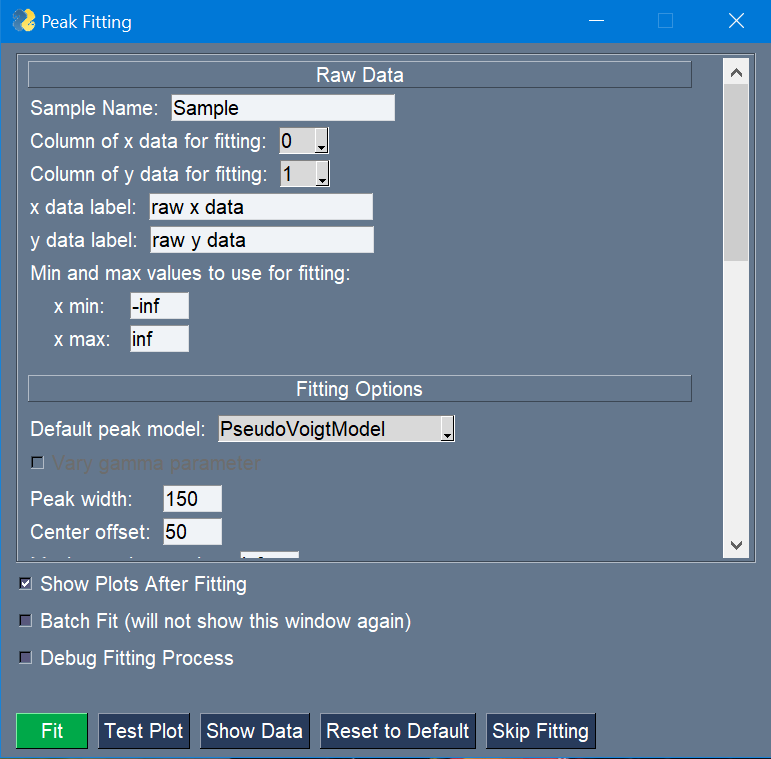 Peak Fitting
Raw Data
Sample Name: Sample
Column of x data for fitting: 0
Column of y data for fitting: 1
x data label: raw x data
y data label: raw y data
Min and max values to use for fitting:
x min: -inf
x max: inf
Fitting Options
Default peak model: PseudoVoigtModel
Vary gamma parameter
Peak width: 150
Center offset: 50
Show Plots After Fitting
Batch Fit (will not show this window again)
Debug Fitting Process
Fit Test Plot Show Data Reset to Default Skip Fitting